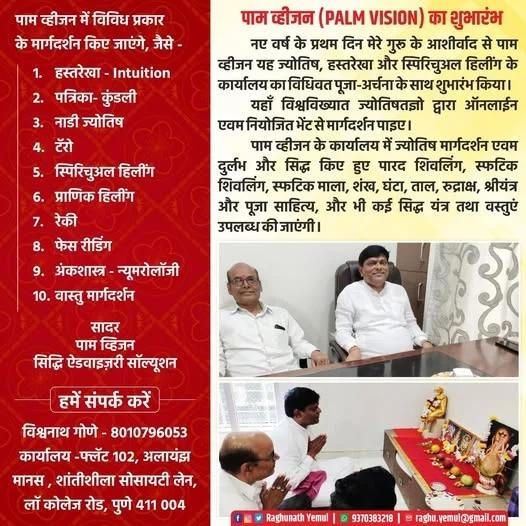 पाम व्हीजन में विविध प्रकार
के मार्गदर्शन किए जाएंगे, जैसे -
1. हस्तरेखा - Intuition
2. पत्रिका- कुंडली
3. नाडी ज्योतिष
4. टॅरो
5. स्पिरिचुअल हिलींग
6. प्राणिक हिलींग
7. रेकी
8. फेस रीडिंग
9. अंकशास्त्र - न्यूमरोलॉजी
10. वास्तु मार्गदर्शन
सादर
पाम व्हिजन
सिद्धि ऐडवाइज़री सॉल्यूशन
हमें संपर्क करें
विश्वनाथ गोणे - 8010796053
कार्यालय -फ्लॅट 102, अलायंझ
मानस , शांतीशीला सोसायटी लेन,
लॉ कोलेज रोड, पुणे 411 004
पाम व्हीजन (PALM VISION) का शुभारंभ
नए वर्ष के प्रथम दिन मेरे गुरू के आशीर्वाद से पाम
व्हीजन यह ज्योतिष, हस्तरेखा और स्पिरिचुअल हिलींग के
कार्यालय का विधिवत पूजा-अर्चना के साथ शुभारंभ किया।
यहाँ विश्वविख्यात ज्योतिषतज्ञो द्वारा ऑनलाईन
एवम नियोजित भेंट से मार्गदर्शन पाइए।
पाम व्हीजन के कार्यालय में ज्योतिष मार्गदर्शन एवम
दुर्लभ और सिद्ध किए हुए पारद शिवलिंग, स्फटिक
शिवलिंग, स्फटिक माला, शंख, घंटा, ताल, रुद्राक्ष, श्रीयंत्र
और पूजा साहित्य, और भी कई सिद्ध यंत्र तथा वस्तुएं
उपलब्ध की जाएंगी।
Raghunath Yemul | 9370383218 | raghu.yemul@gmail.com